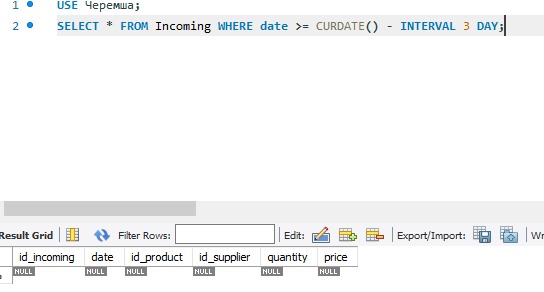 1 USE Черемша;
2 SELECT * FROM Incoming WHERE date >= CURDATE() - INTERVAL 3 DAY;
Result Grid Filter Rows: Edit: Export/Import: Wr
id_incoming date id_product id_supplier quantity price
NULL NULL NULL NULL NULL NULL